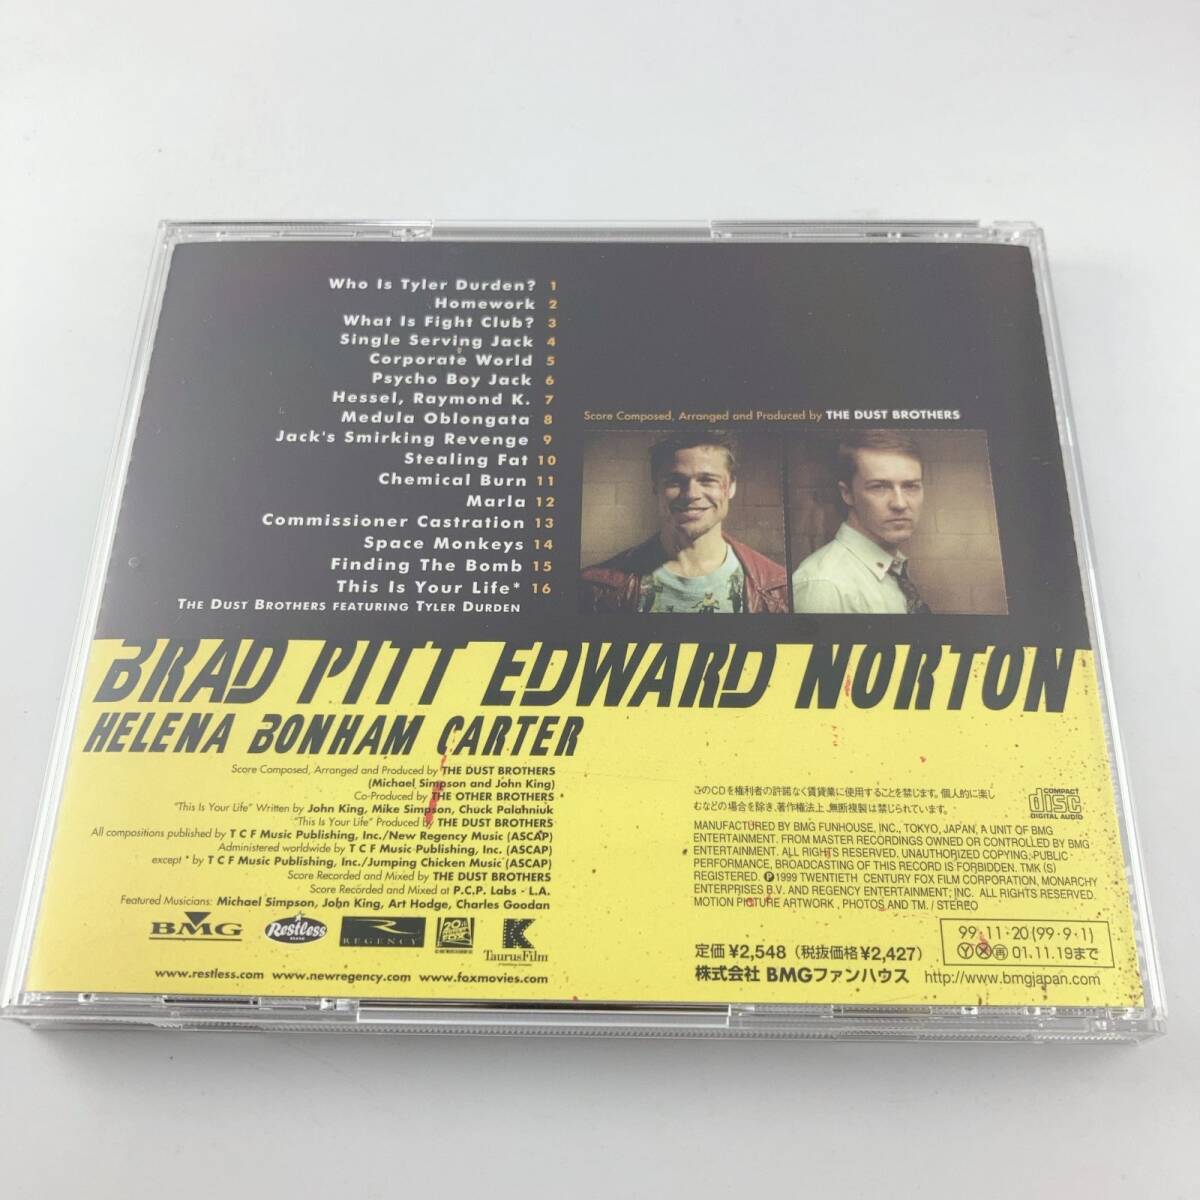 Who Is Tyler Durden? 1
Homework 2
What Is Fight Club? 3
Single Serving Jack 4
Corporate World 5
Psycho Boy Jack 6
Hessel, Raymond K. 7
Medula Oblongata 8
Jack's Smirking Revenge 9
Stealing Fat 10
Chemical Burn 11
Marla 12
Commissioner Castration 13
Space Monkeys 14
Finding The Bomb 15
This Is Your Life* 16
THE DUST BROTHERS FEATURING TYLER DURDEN
Score Composed, Arranged and Produced by THE DUST BROTHERS
BRAD PITT EDWARD NORTON
HELENA BONHAM CARTER
Score Composed, Arranged and Produced by THE DUST BROTHERS
(Michael Simpson and John King)
Co-Produced by THE OTHER BROTHERS
"This Is Your Life" Written by John King, Mike Simpson, Chuck Palahniuk
"This Is Your Life" Produced by THE DUST BROTHERS
All compositions published by T C F Music Publishing, Inc./New Regency Music (ASCAP)
Administered worldwide by T C F Music Publishing, Inc. (ASCAP)
except * by T C F Music Publishing, Inc./Jumping Chicken Music (ASCAP)
Score Recorded and Mixed by THE DUST BROTHERS
Score Recorded and Mixed at P.C.P. Labs - L.A.
Featured Musicians: Michael Simpson, John King, Art Hodge, Charles Goodan
BMG
Restless
REGENCY
TaurusFilm
www.restless.com www.newregency.com www.foxmovies.com
このCDを権利者の許諾なく賃貸業に使用することを禁じます。個人的に楽し
むなどの場合を除き、著作権法上、無断複製は禁じられています。
COMPACT
disc
DIGITAL AUDIO
MANUFACTURED BY BMG FUNHOUSE, INC., TOKYO, JAPAN, A UNIT OF BMG
ENTERTAINMENT. FROM MASTER RECORDINGS OWNED OR CONTROLLED BY BMG
ENTERTAINMENT. ALL RIGHTS RESERVED. UNAUTHORIZED COPYING, PUBLIC
PERFORMANCE, BROADCASTING OF THIS RECORD IS FORBIDDEN. TMK (S)
REGISTERED. Ⓟ 1999 TWENTIETH CENTURY FOX FILM CORPORATION, MONARCHY
ENTERPRISES B.V. AND REGENCY ENTERTAINMENT, INC. ALL RIGHTS RESERVED.
MOTION PICTURE ARTWORK, PHOTOS AND TM. / STEREO
定価 ¥2,548（税抜価格¥2,427）
株式会社 BMGファンハウス http://www.bmgjapan.com
99・11・20 (99・9・1)
Ⓨ Ⓧ 再 01.11.19まで